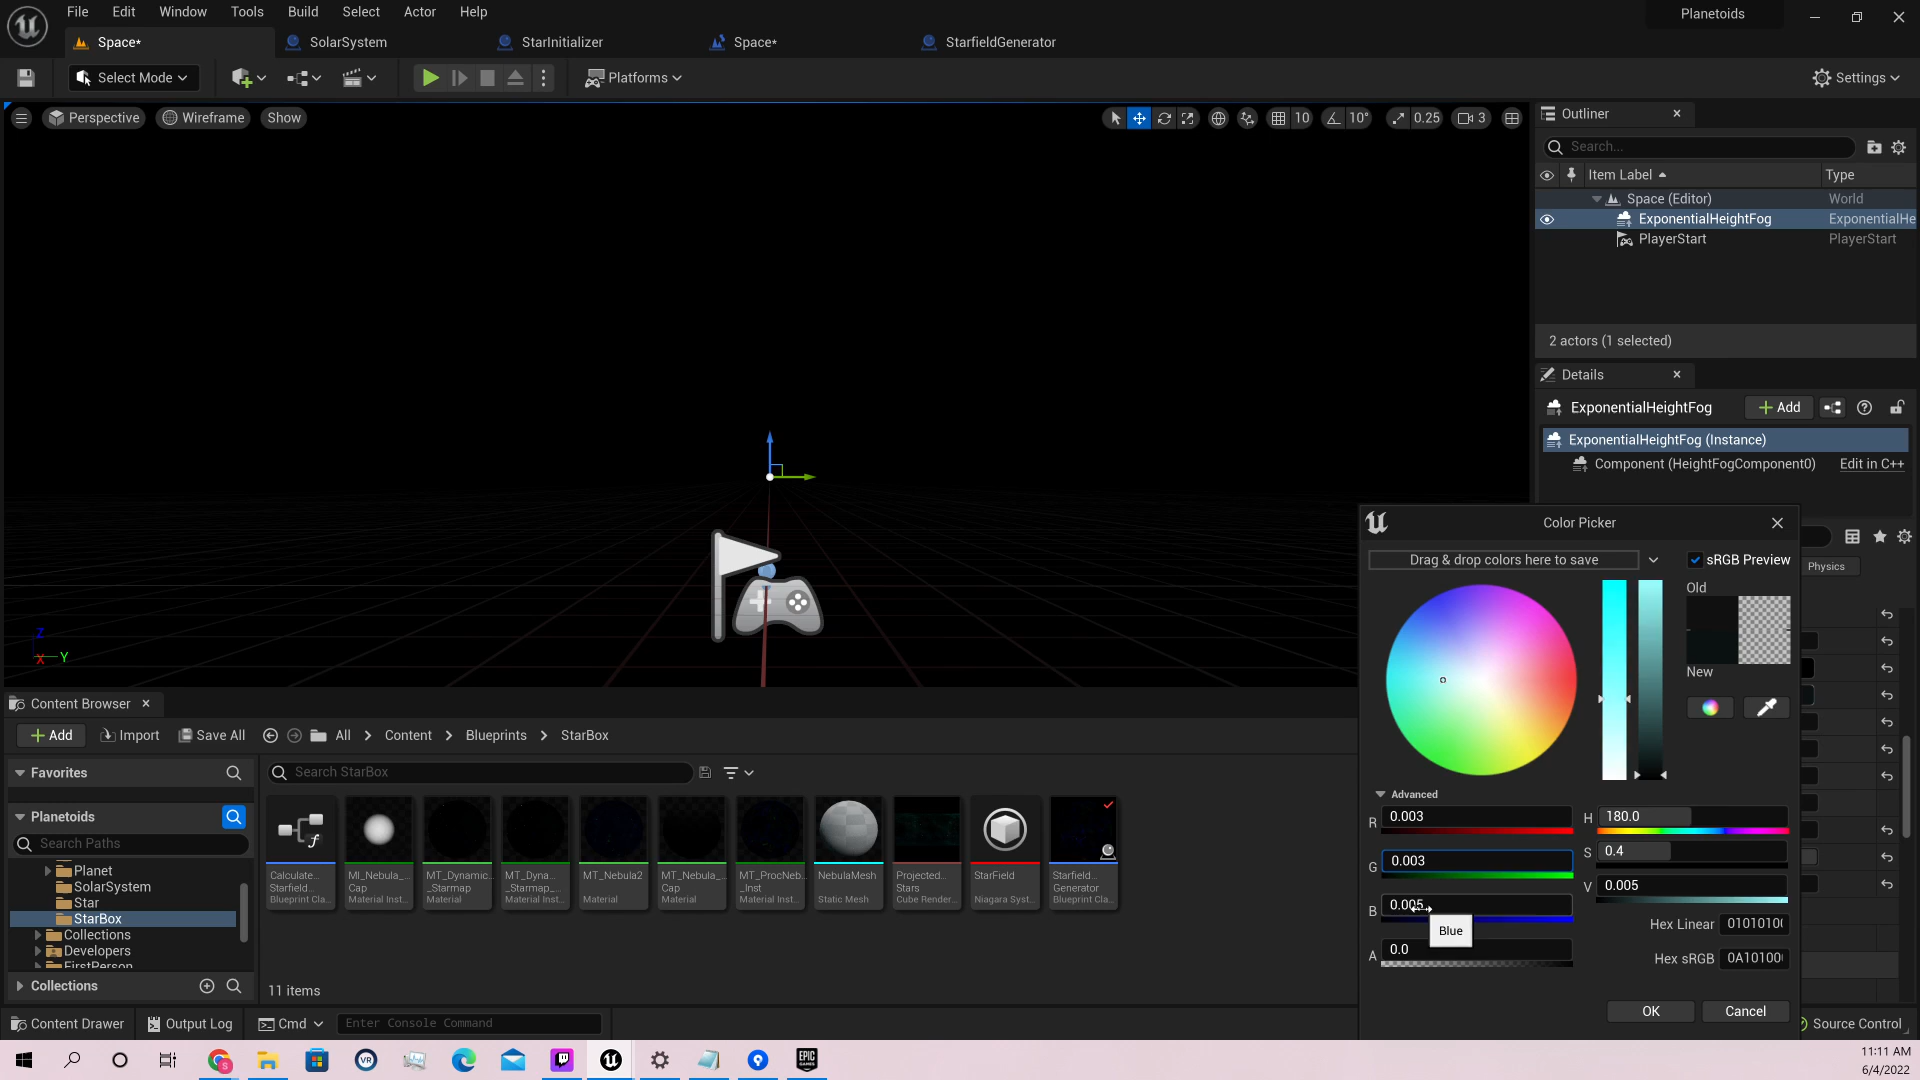 File Edit Window Tools Build Select Actor Help
Planetoids
Space*
SolarSystem
StarInitializer
Space*
StarfieldGenerator
Select Mode
Platforms
Settings
Perspective
Wireframe
Show
10
10°
0.25
3
Outliner
Search...
Item Label
Type
Space (Editor)
World
ExponentialHeightFog
ExponentialHe
PlayerStart
PlayerStart
2 actors (1 selected)
Details
ExponentialHeightFog
Add
ExponentialHeightFog (Instance)
Component (HeightFogComponent0)
Edit in C++
Physics
Z
X
Y
Color Picker
Drag & drop colors here to save
sRGB Preview
Old
New
Advanced
R
0.003
G
0.003
B
0.005
A
0.0
H
180.0
S
0.4
V
0.005
Hex Linear
Hex sRGB
Blue
OK
Cancel
Content Browser
Add
Import
Save All
All
Content
Blueprints
StarBox
Favorites
Planetoids
Search Paths
Planet
SolarSystem
Star
StarBox
Collections
Developers
FirstPerson
Collections
Search StarBox
Calculate...
Starfield...
Blueprint Cla...
MI_Nebula_...
Cap
Material Inst...
MT_Dynamic...
_Starmap
Material
MT_Dyna...
_Starmap_...
Material Inst...
MT_Nebula2
Material
MT_Nebula_...
Cap
Material Inst...
MT_ProcNeb...
_Inst
Material Inst...
NebulaMesh
Static Mesh
Projected...
Stars
Cube Render...
StarField
Niagara Syst...
Starfield...
Generator
Blueprint Cla...
11 items
Content Drawer
Output Log
Cmd
Enter Console Command
Source Control
VR
EPIC
GAMES
11:11 AM
6/4/2022